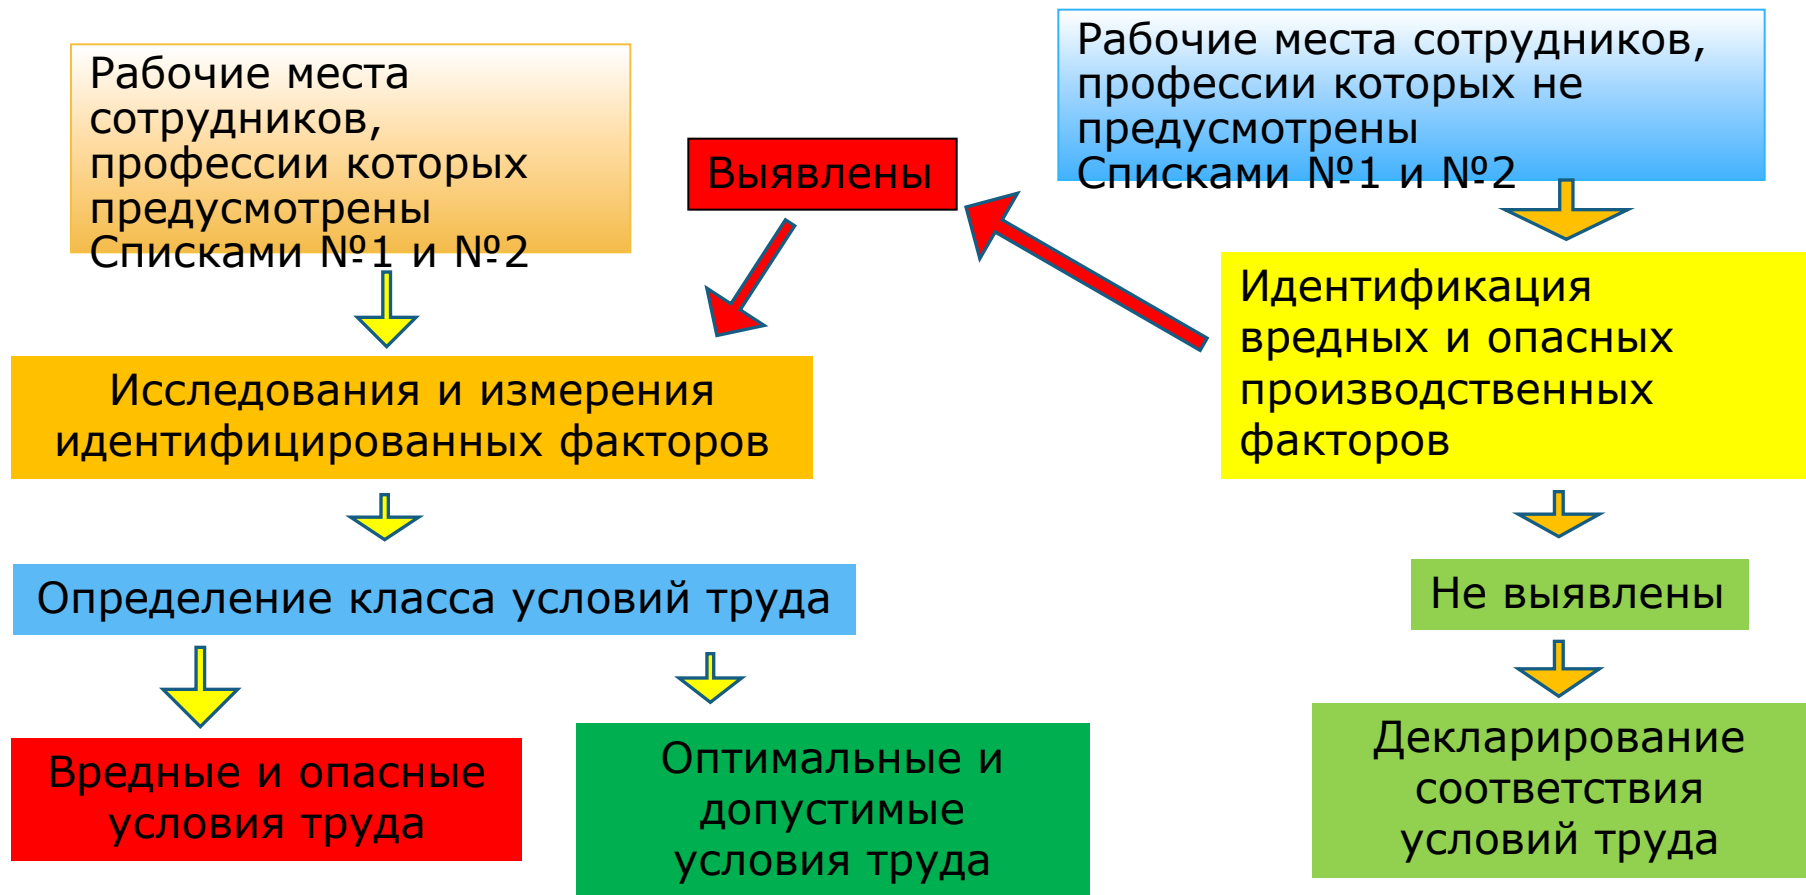 Рабочие места
сотрудников,
профессии которых
предусмотрены
Списками №1 и №2
Выявлены
Рабочие места сотрудников,
профессии которых не
предусмотрены
Списками №1 и №2
Идентификация
вредных и опасных
производственных
факторов
Исследования и измерения
идентифицированных факторов
Определение класса условий труда
Не выявлены
Вредные и опасные
условия труда
Оптимальные и
допустимые
условия труда
Декларирование
соответствия
условий труда